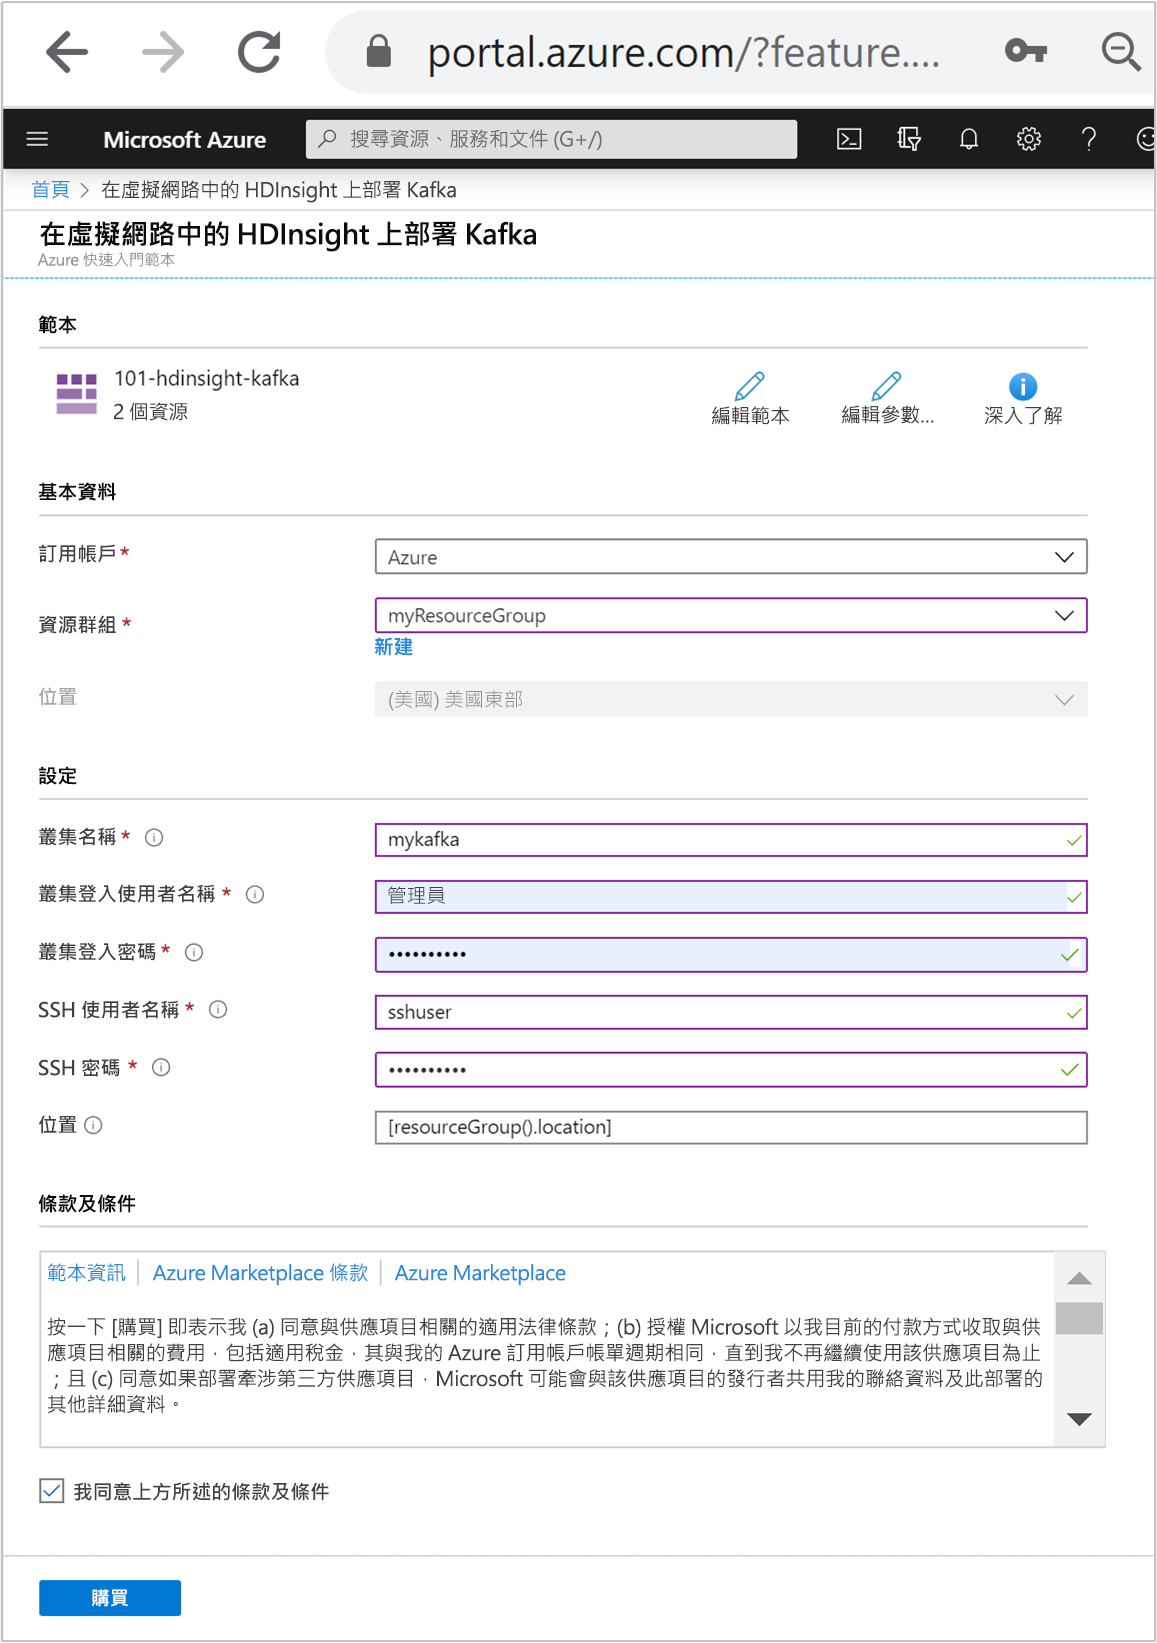 portal.azure.com/?feature....
Microsoft Azure
搜尋資源、服務和文件 (G+/)
首頁 > 在虛擬網路中的 HDInsight 上部署 Kafka
在虛擬網路中的 HDInsight 上部署 Kafka
Azure 快速入門範本
範本
101-hdinsight-kafka
2 個資源
編輯範本
編輯參數...
深入了解
基本資料
訂用帳戶*
Azure
資源群組*
myResourceGroup
新建
位置
(美國) 美國東部
設定
叢集名稱*
mykafka
叢集登入使用者名稱*
管理員
叢集登入密碼*
••••••••••
SSH 使用者名稱*
sshuser
SSH 密碼*
••••••••••
位置
[resourceGroup().location]
條款及條件
範本資訊 | Azure Marketplace 條款 | Azure Marketplace
按一下 [購買] 即表示我 (a) 同意與供應項目相關的適用法律條款；(b) 授權 Microsoft 以我目前的付款方式收取與供
應項目相關的費用，包括適用稅金，其與我的 Azure 訂用帳戶帳單週期相同，直到我不再繼續使用該供應項目為止
；且 (c) 同意如果部署牽涉第三方供應項目，Microsoft 可能會與該供應項目的發行者共用我的聯絡資料及此部署的
其他詳細資料。
我同意上方所述的條款及條件
購買